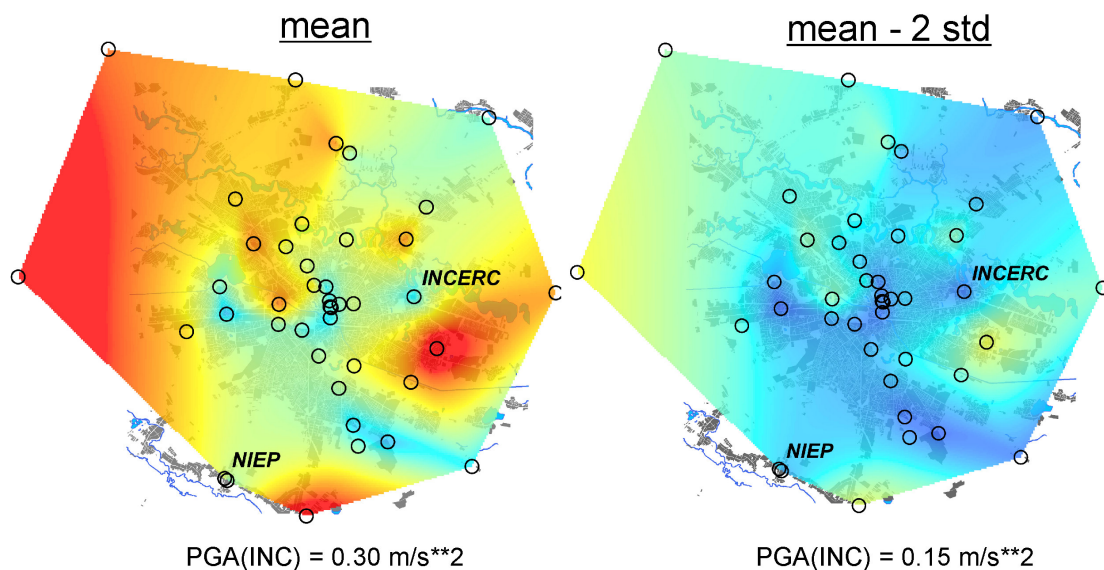 mean
mean - 2 std
INCERC
INCERC
NIEP
NIEP
PGA(INC) = 0.30 m/s**2
PGA(INC) = 0.15 m/s**2